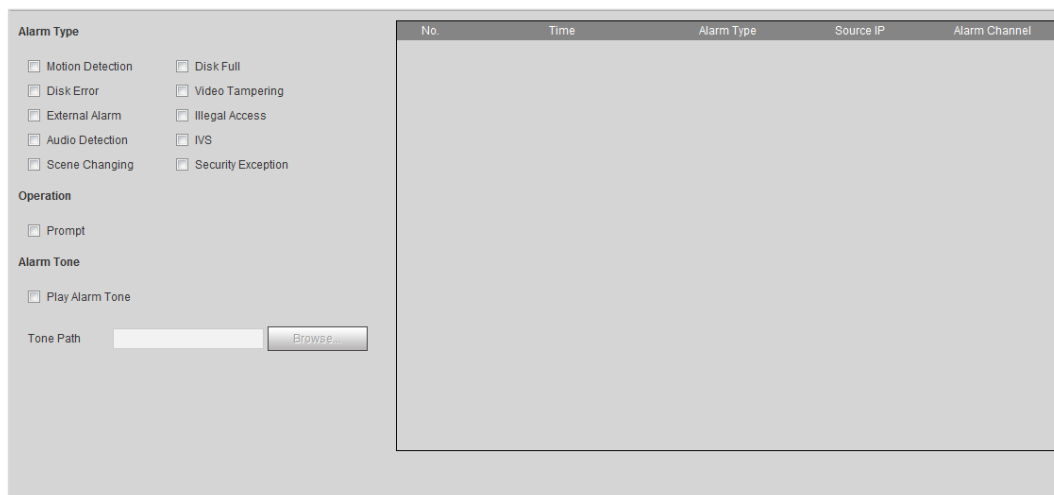 Alarm Type
Motion Detection Disk Full
Disk Error Video Tampering
External Alarm Illegal Access
Audio Detection IVS
Scene Changing Security Exception
Operation
Prompt
Alarm Tone
Play Alarm Tone
Tone Path Browse...
No. Time Alarm Type Source IP Alarm Channel